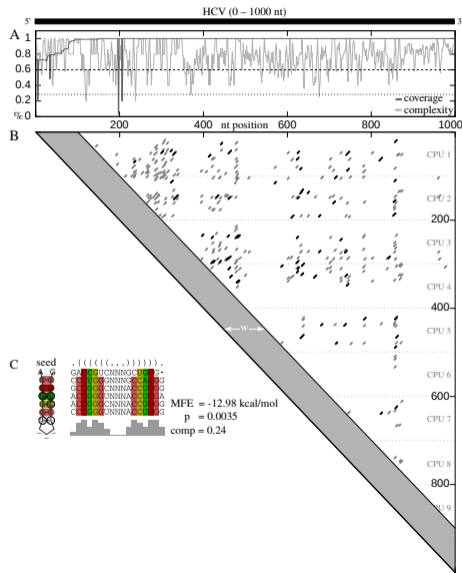 HCV (0 – 1000 nt)
5'
3'
A
1
0.8
0.6
0.4
0.2
% 0
coverage
complexity
200
400
nt position
600
800
1000
B
CPU 1
CPU 2
200
CPU 3
CPU 4
400
w
CPU 5
CPU 6
600
CPU 7
CPU 8
800
CPU 9
C
seed
A G
MFE = -12.98 kcal/mol
p = 0.0035
comp = 0.24